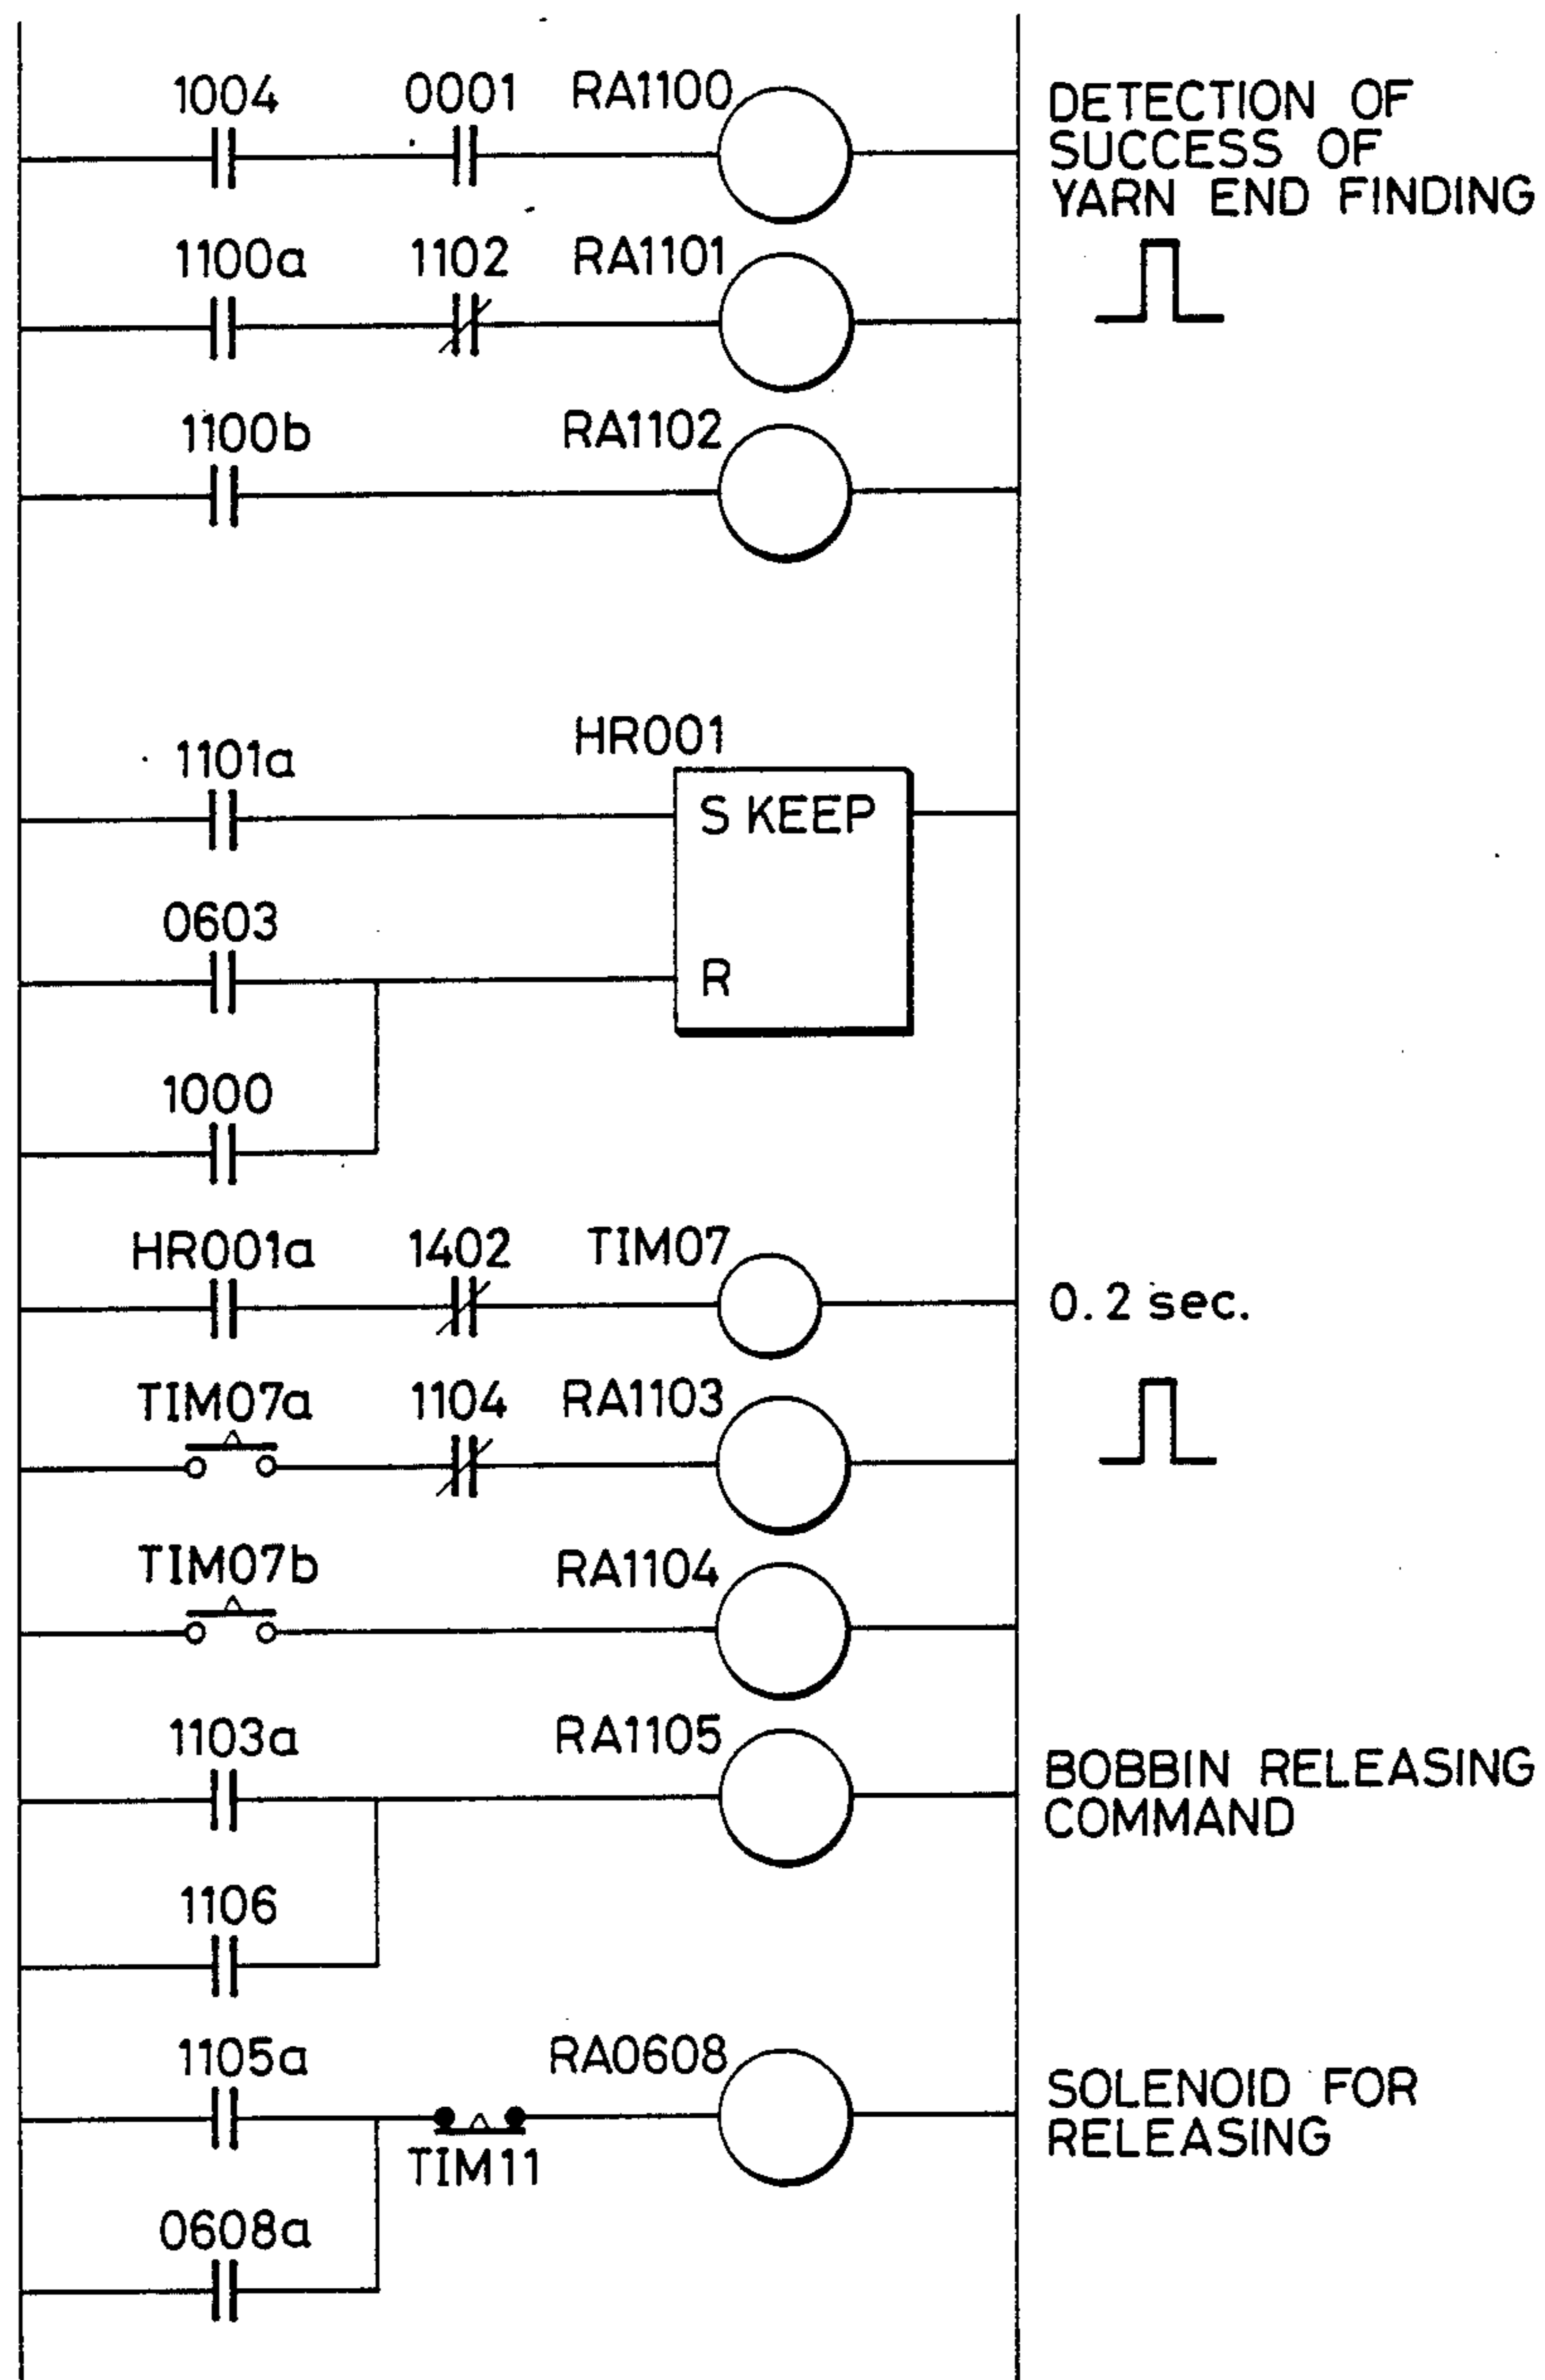 1004 0001 RA1100
DETECTION OF
SUCCESS OF
YARN END FINDING
1100a 1102 RA1101
1100b RA1102
1101a HR001
S KEEP
0603
R
1000
HR001a 1402 TIM07
0.2 sec.
TIM07a 1104 RA1103
TIM07b RA1104
1103a RA1105
BOBBIN RELEASING
COMMAND
1106
1105a RA0608
SOLENOID FOR
RELEASING
TIM11
0608a